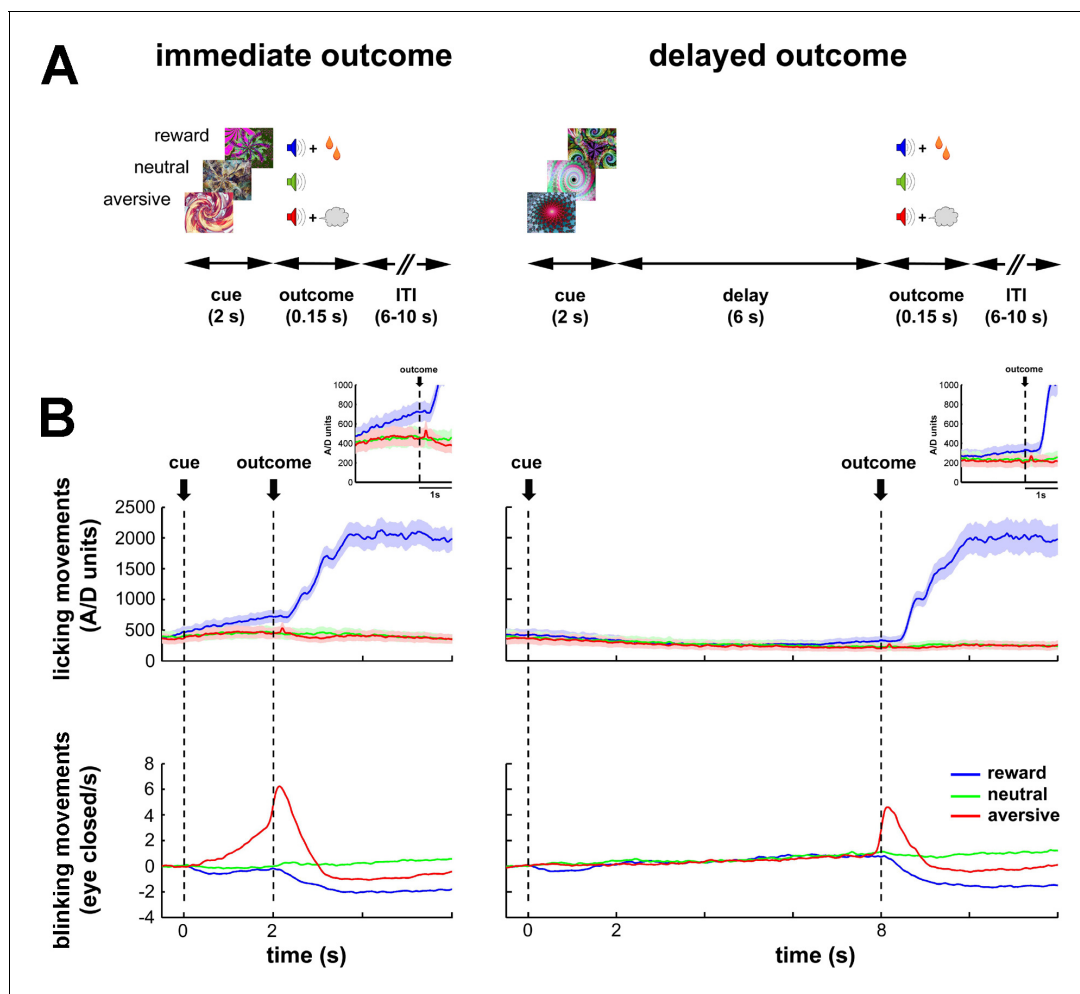 A
immediate outcome
delayed outcome
reward
neutral
aversive
+
+
+
+
cue
(2 s)
outcome
(0.15 s)
ITI
(6-10 s)
cue
(2 s)
delay
(6 s)
outcome
(0.15 s)
ITI
(6-10 s)
B
outcome
1000
800
600
400
200
0
A/D units
1s
outcome
1000
800
600
400
200
0
A/D units
1s
cue
outcome
cue
outcome
licking movements
(A/D units)
2500
2000
1500
1000
500
0
blinking movements
(eye closed/s)
8
6
4
2
0
-2
-4
reward
neutral
aversive
0
2
time (s)
0
2
8
time (s)